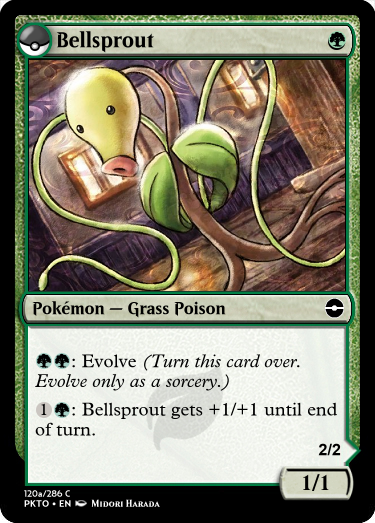 Bellsprout
Pokémon — Grass Poison
: Evolve (Turn this card over.
Evolve only as a sorcery.)
1: Bellsprout gets +1/+1 until end
of turn.
2/2
1/1
120a/286 C
PKTO • EN Midori Harada